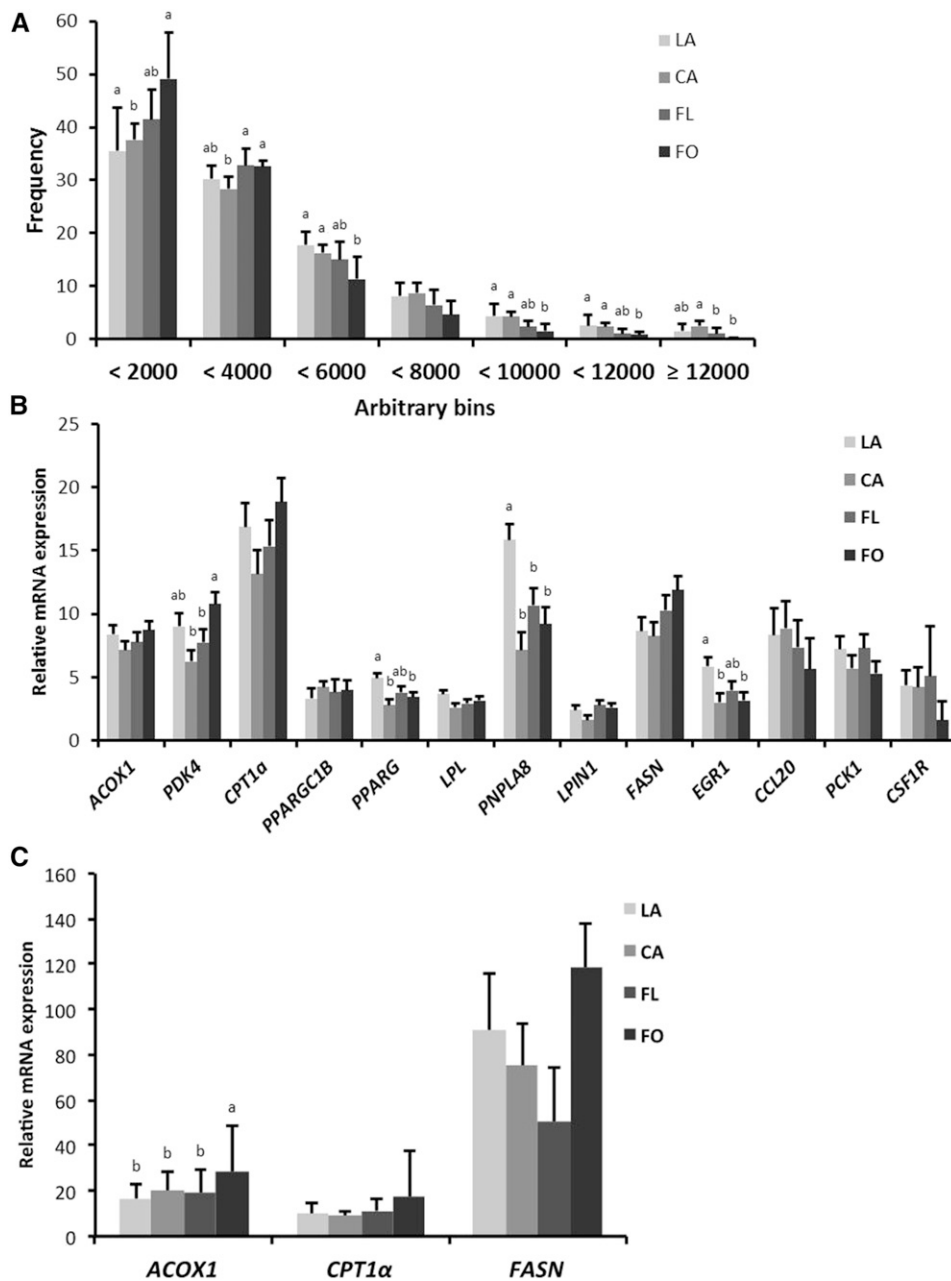 A
60
50
40
30
20
10
0
Frequency
a b ab a
ab b a a
a a ab b
a a ab b
a a ab b
ab a b b
LA
CA
FL
FO
< 2000 < 4000 < 6000 < 8000 < 10000 < 12000 ≥ 12000
Arbitrary bins
B
25
20
15
10
5
0
Relative mRNA expression
ab b b a
a b ab b
a b b b
a b ab b
LA
CA
FL
FO
ACOX1 PDK4 CPT1α PPARGC1B PPARG LPL PNPLA8 LPIN1 FASN EGR1 CCL20 PCK1 CSF1R
C
160
140
120
100
80
60
40
20
0
Relative mRNA expression
b b b a
LA
CA
FL
FO
ACOX1 CPT1α FASN